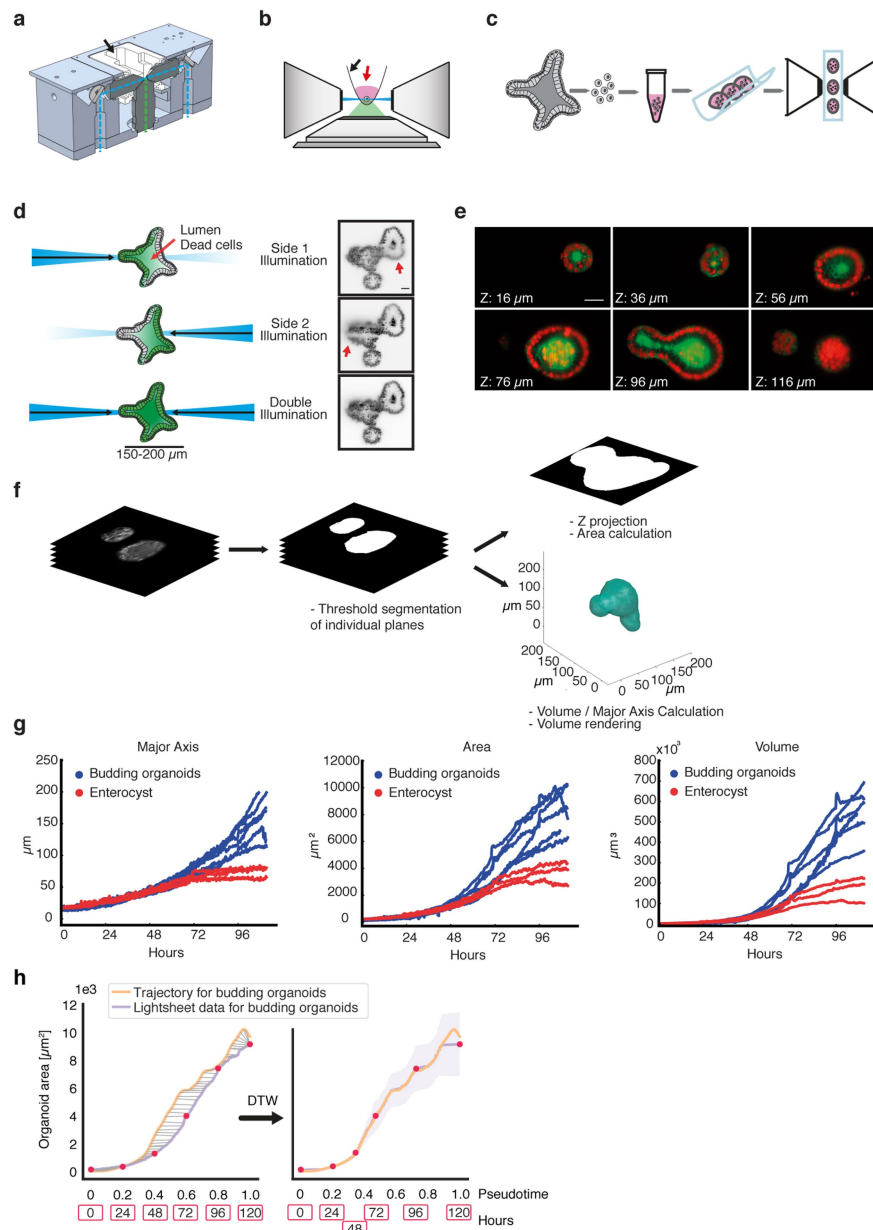 a
b
c
d
Lumen
Dead cells
Side 1
Illumination
Side 2
Illumination
Double
Illumination
150-200 µm
e
Z: 16 µm
Z: 36 µm
Z: 56 µm
Z: 76 µm
Z: 96 µm
Z: 116 µm
f
- Threshold segmentation
of individual planes
- Z projection
- Area calculation
200
100
µm 50
0
200
150
100
50
0
µm
0
50
100
150
200
µm
- Volume / Major Axis Calculation
- Volume rendering
g
Major Axis
Budding organoids
Enterocyst
200
250
150
100
50
0
µm
0 24 48 72 96
Hours
Area
Budding organoids
Enterocyst
12000
10000
8000
6000
4000
2000
0
µm²
0 24 48 72 96
Hours
Volume
x10³
Budding organoids
Enterocyst
800
700
600
500
400
300
200
100
0
µm³
0 24 48 72 96
Hours
h
1e3
Trajectory for budding organoids
Lightsheet data for budding organoids
Organoid area [µm²]
12
10
8
4
2
0
DTW
0 0.2 0.4 0.6 0.8 1.0
0 24 48 72 96 120
0 0.2 0.4 0.6 0.8 1.0 Pseudotime
0 24 72 96 120 Hours
48